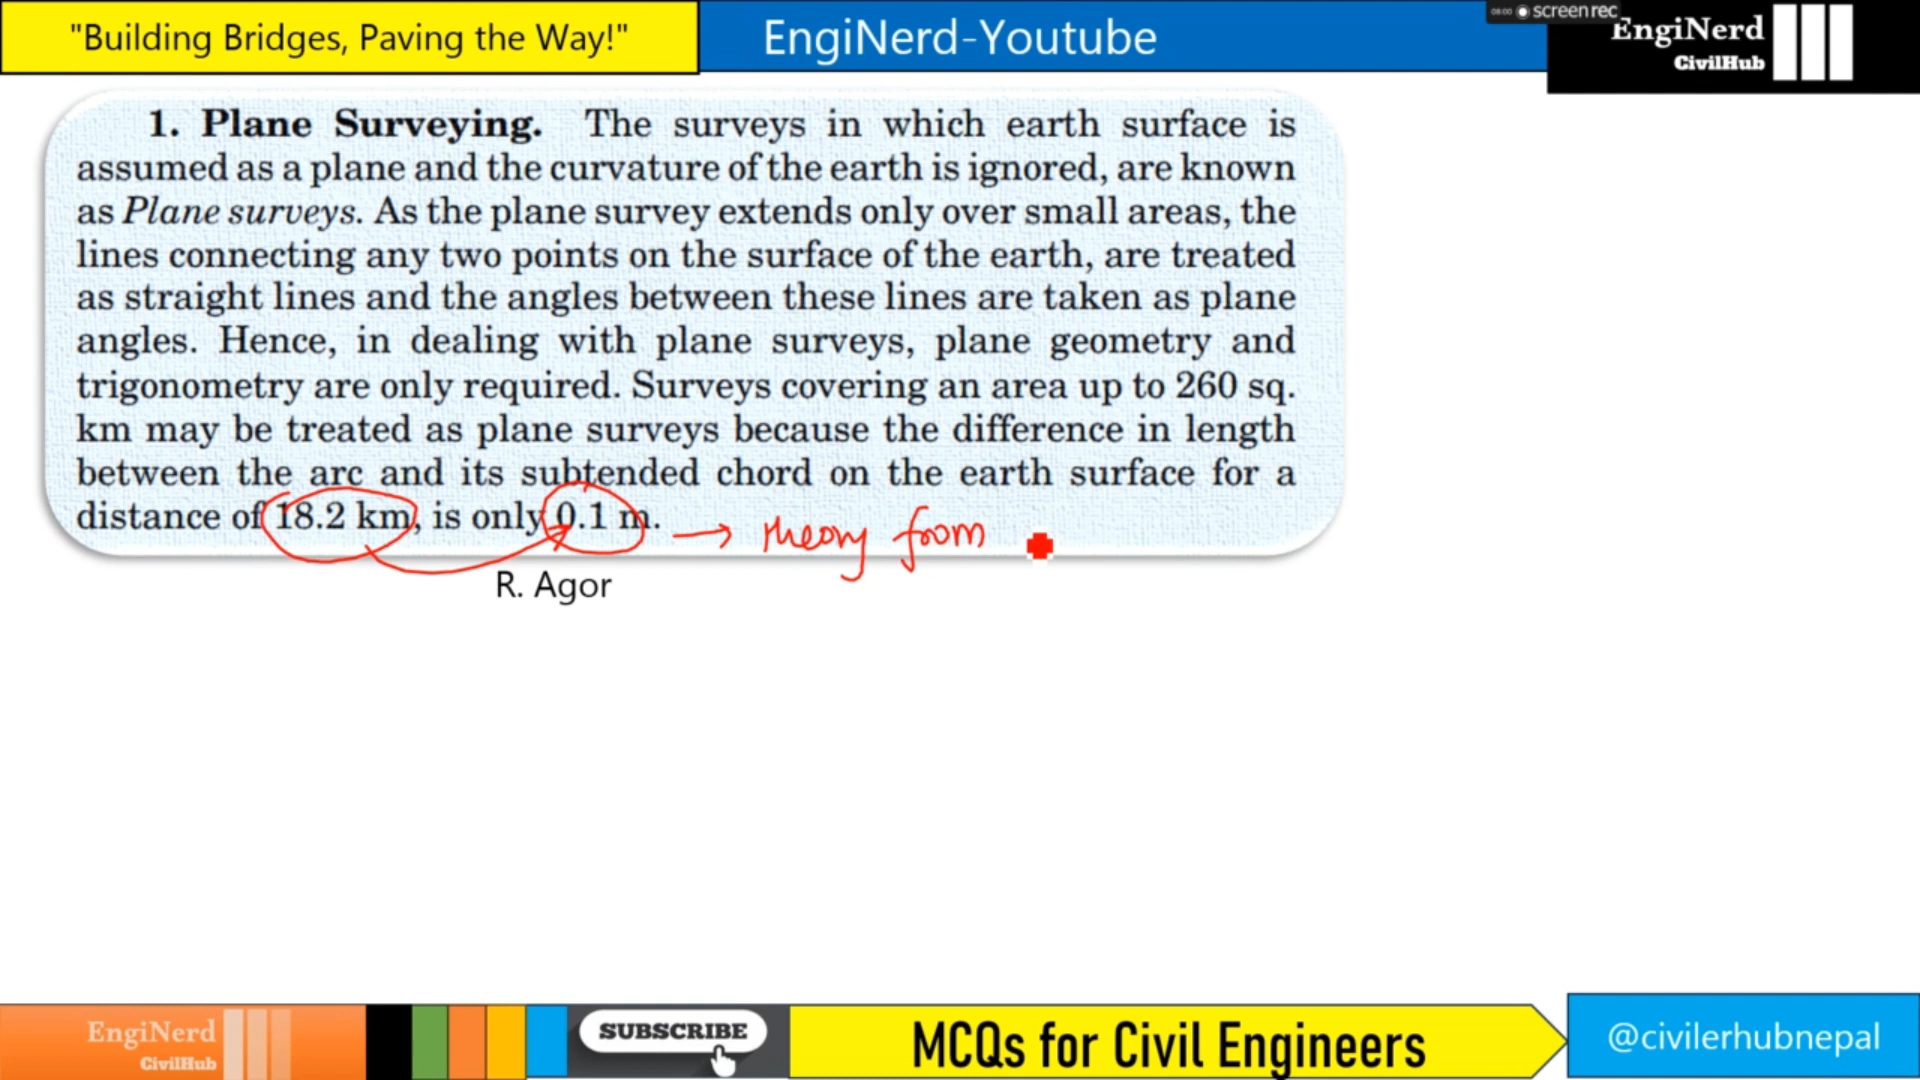 "Building Bridges, Paving the Way!"
EngiNerd-Youtube
08:00 screen rec
EngiNerd
CivilHub
1. Plane Surveying. The surveys in which earth surface is
assumed as a plane and the curvature of the earth is ignored, are known
as Plane surveys. As the plane survey extends only over small areas, the
lines connecting any two points on the surface of the earth, are treated
as straight lines and the angles between these lines are taken as plane
angles. Hence, in dealing with plane surveys, plane geometry and
trigonometry are only required. Surveys covering an area up to 260 sq.
km may be treated as plane surveys because the difference in length
between the arc and its subtended chord on the earth surface for a
distance of 18.2 km, is only 0.1 m. → theory from
R. Agor
EngiNerd
CivilHub
SUBSCRIBE
MCQs for Civil Engineers
@civilerhubnepal